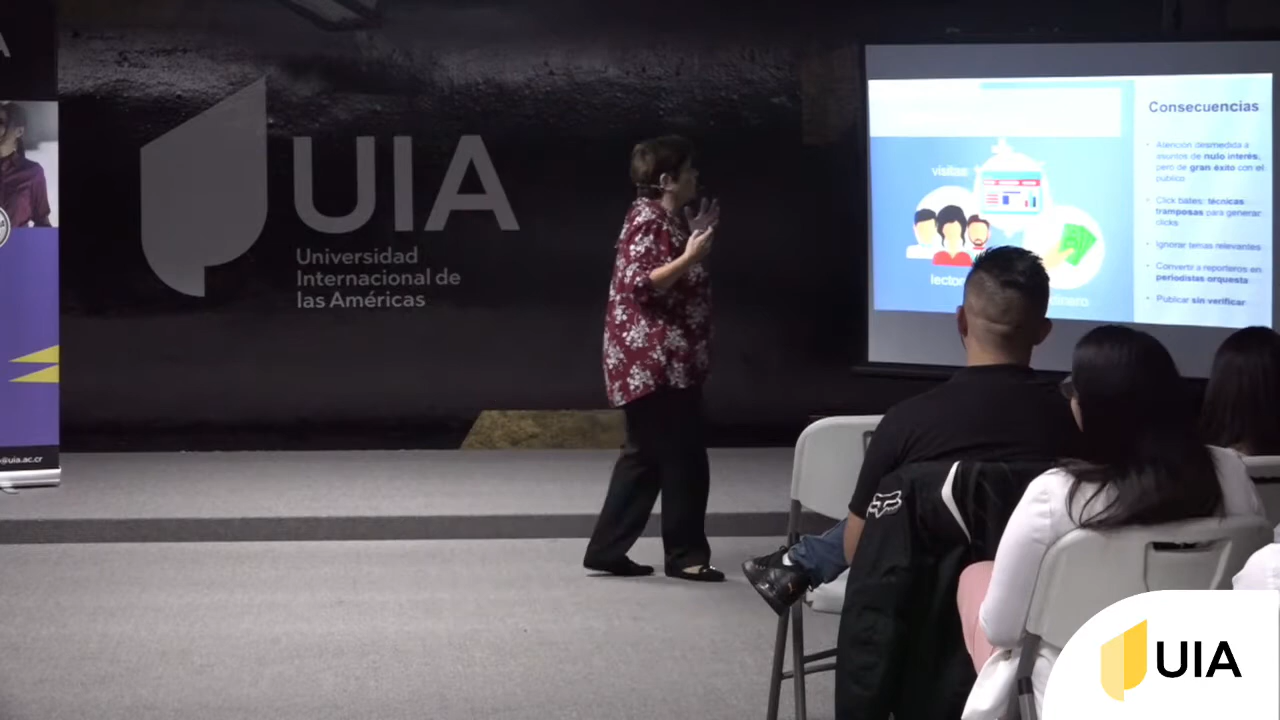 A
@uia.ac.cr
UIA
Universidad
Internacional de
las Américas
visitas
dinero
Consecuencias
Atención desmedida a
asuntos de nulo interés,
pero de gran éxito con el
público
Click baites: técnicas
tramposas para generar
clicks
Ignorar temas relevantes
Convertir a reporteros en
periodistas orquesta
Publicar sin verificar
UIA